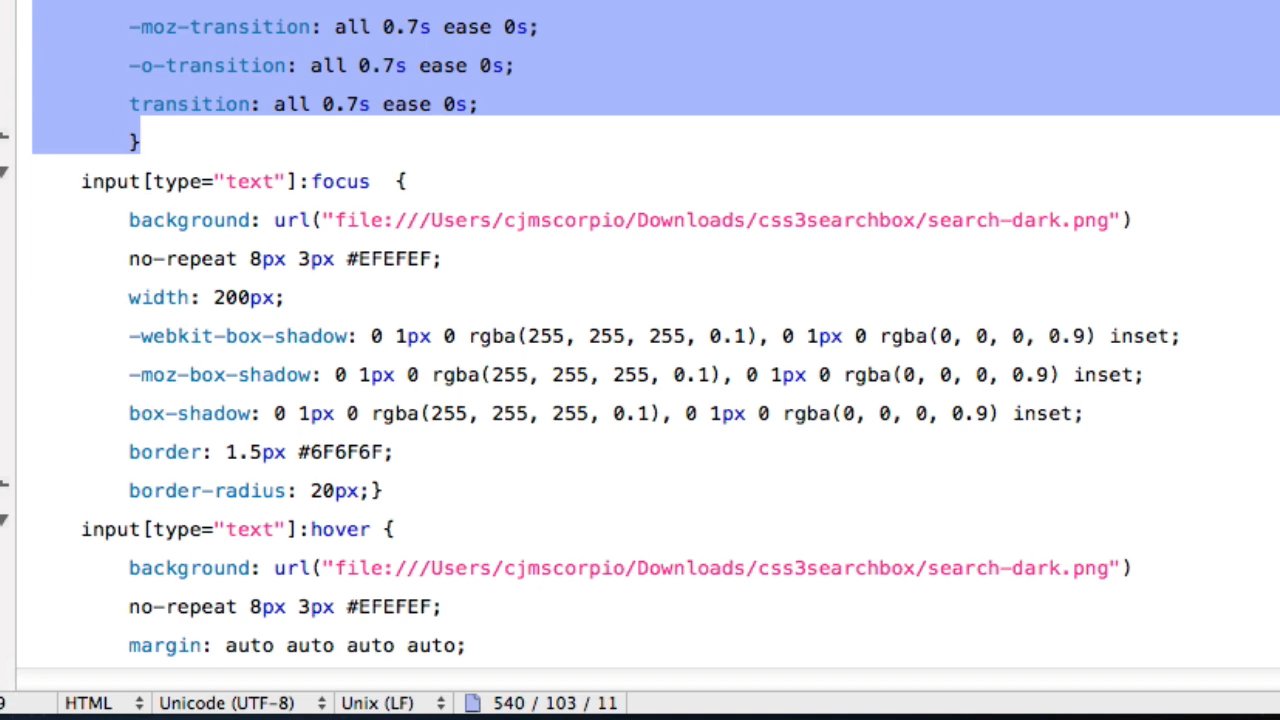 -moz-transition: all 0.7s ease 0s;
-o-transition: all 0.7s ease 0s;
transition: all 0.7s ease 0s;
}
input[type="text"]:focus  {
background: url("file:///Users/cjmscorpio/Downloads/css3searchbox/search-dark.png")
no-repeat 8px 3px #EFEFEF;
width: 200px;
-webkit-box-shadow: 0 1px 0 rgba(255, 255, 255, 0.1), 0 1px 0 rgba(0, 0, 0, 0.9) inset;
-moz-box-shadow: 0 1px 0 rgba(255, 255, 255, 0.1), 0 1px 0 rgba(0, 0, 0, 0.9) inset;
box-shadow: 0 1px 0 rgba(255, 255, 255, 0.1), 0 1px 0 rgba(0, 0, 0, 0.9) inset;
border: 1.5px #6F6F6F;
border-radius: 20px;}
input[type="text"]:hover {
background: url("file:///Users/cjmscorpio/Downloads/css3searchbox/search-dark.png")
no-repeat 8px 3px #EFEFEF;
margin: auto auto auto auto;
9 HTML Unicode (UTF-8) Unix (LF) 540 / 103 / 11